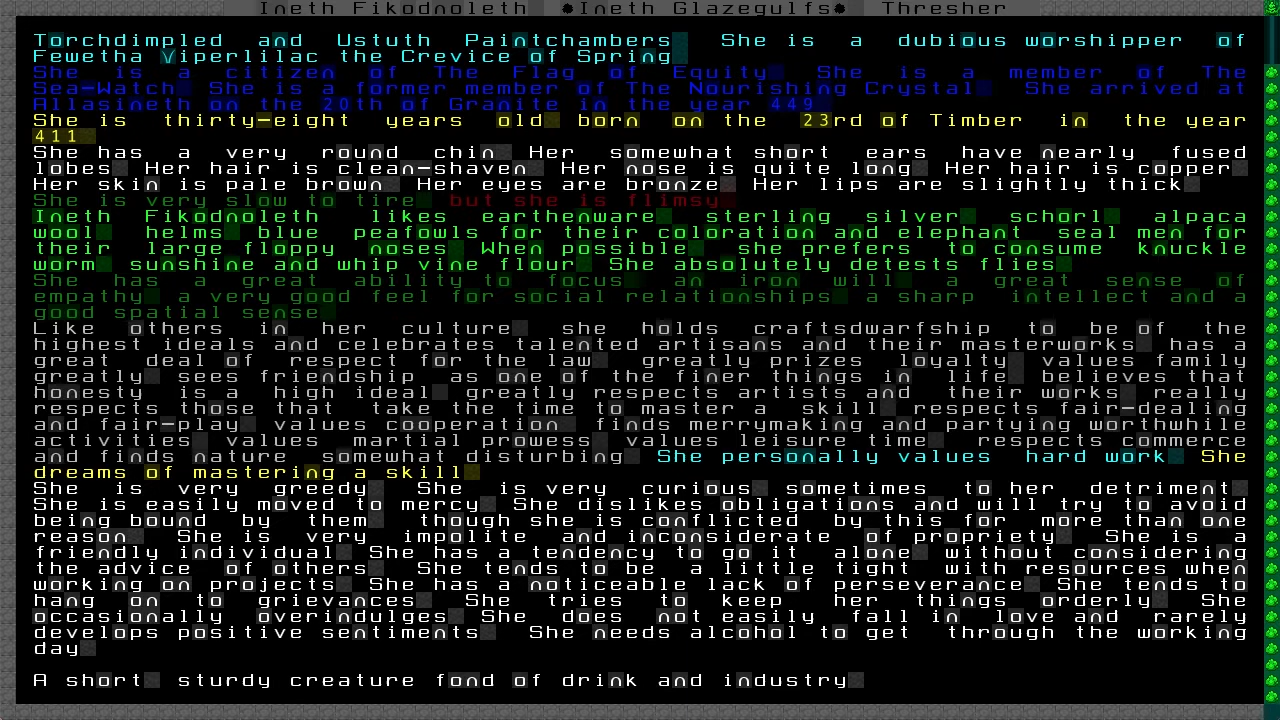 Ineth Fikodnoleth ●Ineth Glazegulfs● Thresher
Torchdimpled and Ustuth Paintchambers. She is a dubious worshipper of
Fewetha Viperlilac the Crevice of Spring.
She is a citizen of The Flag of Equity. She is a member of The
Sea-Watch. She is a former member of The Nourishing Crystal. She arrived at
Allasineth on the 20th of Granite in the year 449.
She is thirty-eight years old, born on the 23rd of Timber in the year
411.
She has a very round chin. Her somewhat short ears have nearly fused
lobes. Her hair is clean-shaven. Her nose is quite long. Her hair is copper.
Her skin is pale brown. Her eyes are bronze. Her lips are slightly thick.
She is very slow to tire, but she is flimsy.
Ineth Fikodnoleth likes earthenware, sterling silver, schorl, alpaca
wool, helms, blue peafowls for their coloration and elephant seal men for
their large floppy noses. When possible, she prefers to consume knuckle
worm, sunshine and whip vine flour. She absolutely detests flies.
She has a great ability to focus, an iron will, a great sense of
empathy, a very good feel for social relationships, a sharp intellect and a
good spatial sense.
Like others in her culture, she holds craftsdwarfship to be of the
highest ideals and celebrates talented artisans and their masterworks, has a
great deal of respect for the law, greatly prizes loyalty, values family
greatly, sees friendship as one of the finer things in life, believes that
honesty is a high ideal, greatly respects artists and their works, really
respects those that take the time to master a skill, respects fair-dealing
and fair-play, values cooperation, finds merrymaking and partying worthwhile
activities, values martial prowess, values leisure time, respects commerce
and finds nature somewhat disturbing. She personally values hard work. She
dreams of mastering a skill.
She is very greedy. She is very curious, sometimes to her detriment.
She is easily moved to mercy. She dislikes obligations and will try to avoid
being bound by them, though she is conflicted by this for more than one
reason. She is very impolite and inconsiderate of propriety. She is a
friendly individual. She has a tendency to go it alone, without considering
the advice of others. She tends to be a little tight with resources when
working on projects. She has a noticeable lack of perseverance. She tends to
hang on to grievances. She tries to keep her things orderly. She
occasionally overindulges. She does not easily fall in love and rarely
develops positive sentiments. She needs alcohol to get through the working
day.
A short, sturdy creature fond of drink and industry.